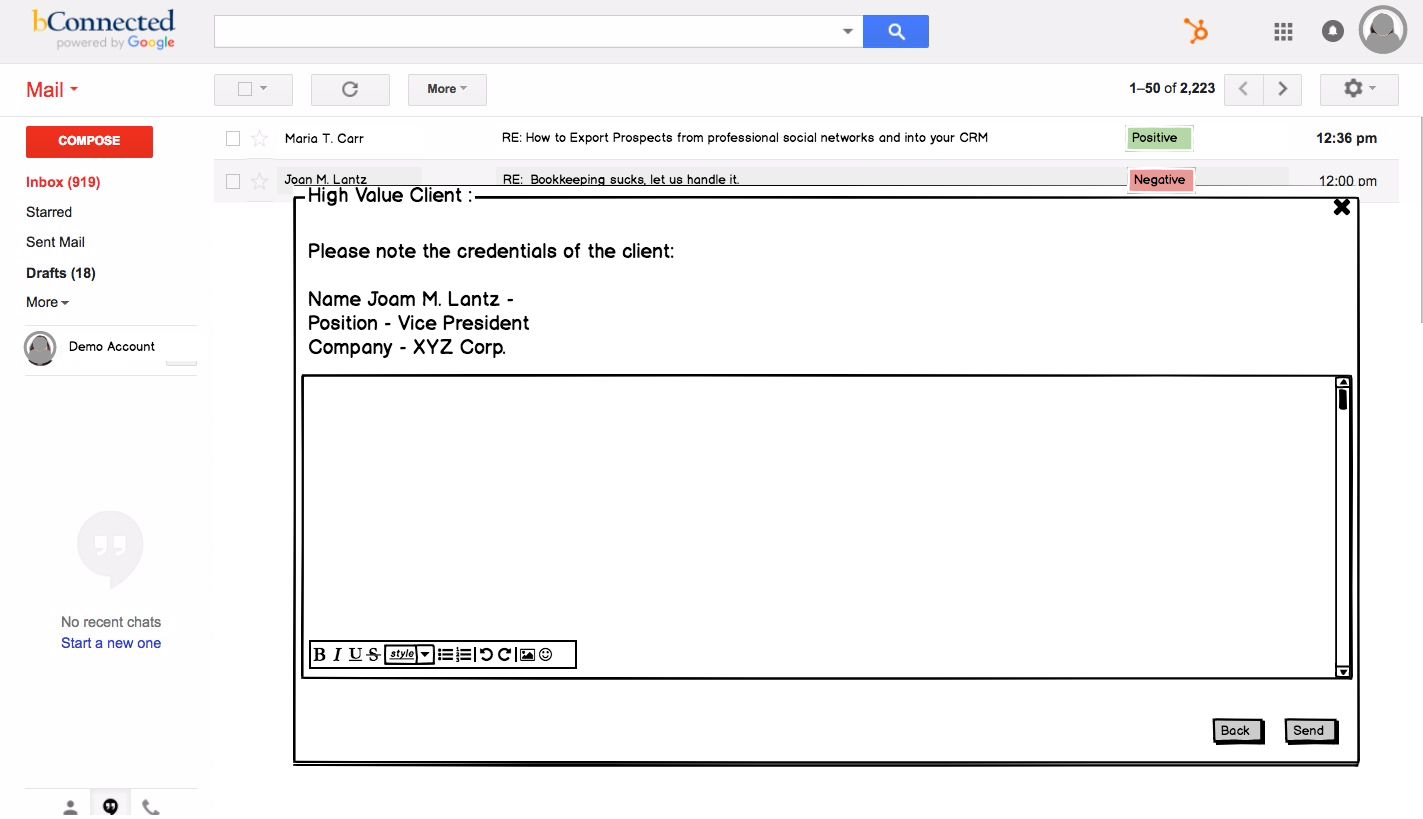 bConnected
powered by Google
Mail
More
1–50 of 2,223
COMPOSE
Maria T. Carr RE: How to Export Prospects from professional social networks and into your CRM Positive 12:36 pm
Inbox (919)
Joan M. Lantz RE: Bookkeeping sucks, let us handle it. Negative 12:00 pm
High Value Client :
Starred
Sent Mail
Drafts (18)
More
Demo Account
Please note the credentials of the client:
Name Joam M. Lantz -
Position - Vice President
Company - XYZ Corp.
No recent chats
Start a new one
B I U S style
Back Send